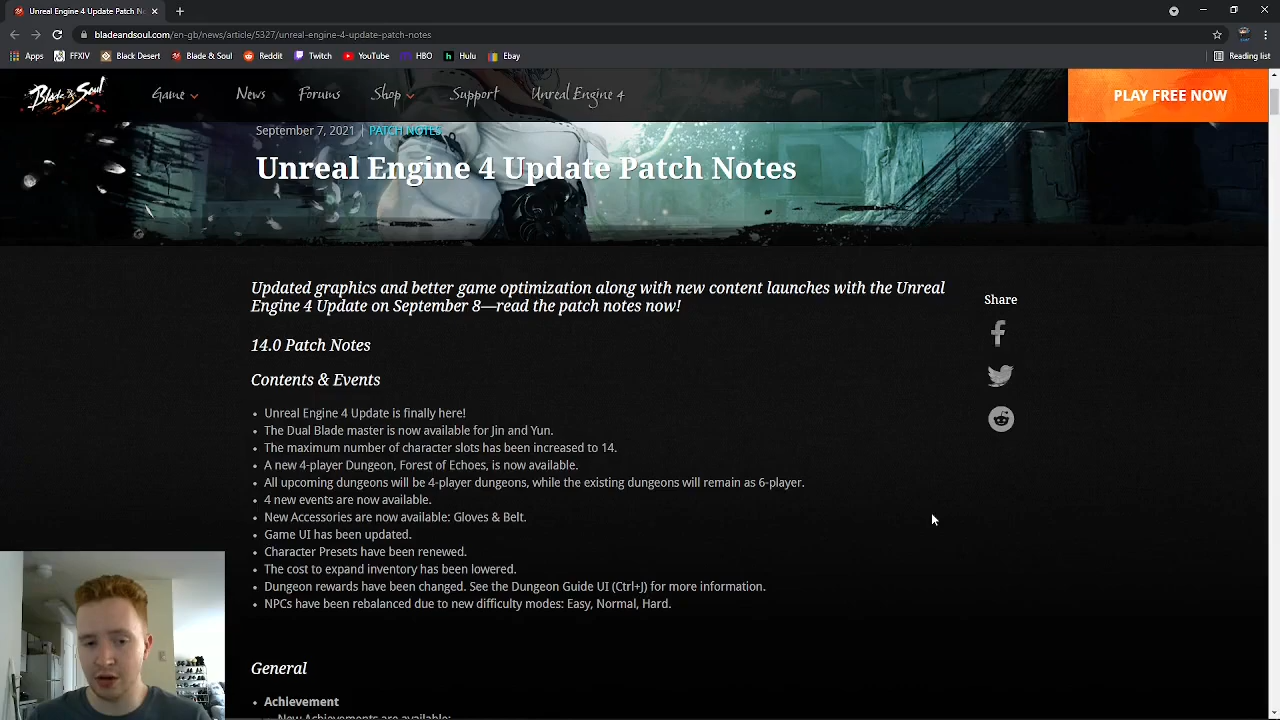 Unreal Engine 4 Update Patch No
bladeandsoul.com/en-gb/news/article/5327/unreal-engine-4-update-patch-notes
Apps FFXIV Black Desert Blade & Soul Reddit Twitch YouTube HBO Hulu Ebay Reading list
Blade & Soul Game News Forums Shop Support Unreal Engine 4 PLAY FREE NOW
September 7, 2021 | PATCH NOTES
Unreal Engine 4 Update Patch Notes
Updated graphics and better game optimization along with new content launches with the Unreal
Engine 4 Update on September 8—read the patch notes now!
Share
14.0 Patch Notes
Contents & Events
• Unreal Engine 4 Update is finally here!
• The Dual Blade master is now available for Jin and Yun.
• The maximum number of character slots has been increased to 14.
• A new 4-player Dungeon, Forest of Echoes, is now available.
• All upcoming dungeons will be 4-player dungeons, while the existing dungeons will remain as 6-player.
• 4 new events are now available.
• New Accessories are now available: Gloves & Belt.
• Game UI has been updated.
• Character Presets have been renewed.
• The cost to expand inventory has been lowered.
• Dungeon rewards have been changed. See the Dungeon Guide UI (Ctrl+J) for more information.
• NPCs have been rebalanced due to new difficulty modes: Easy, Normal, Hard.
General
• Achievement
New Achievements are available: